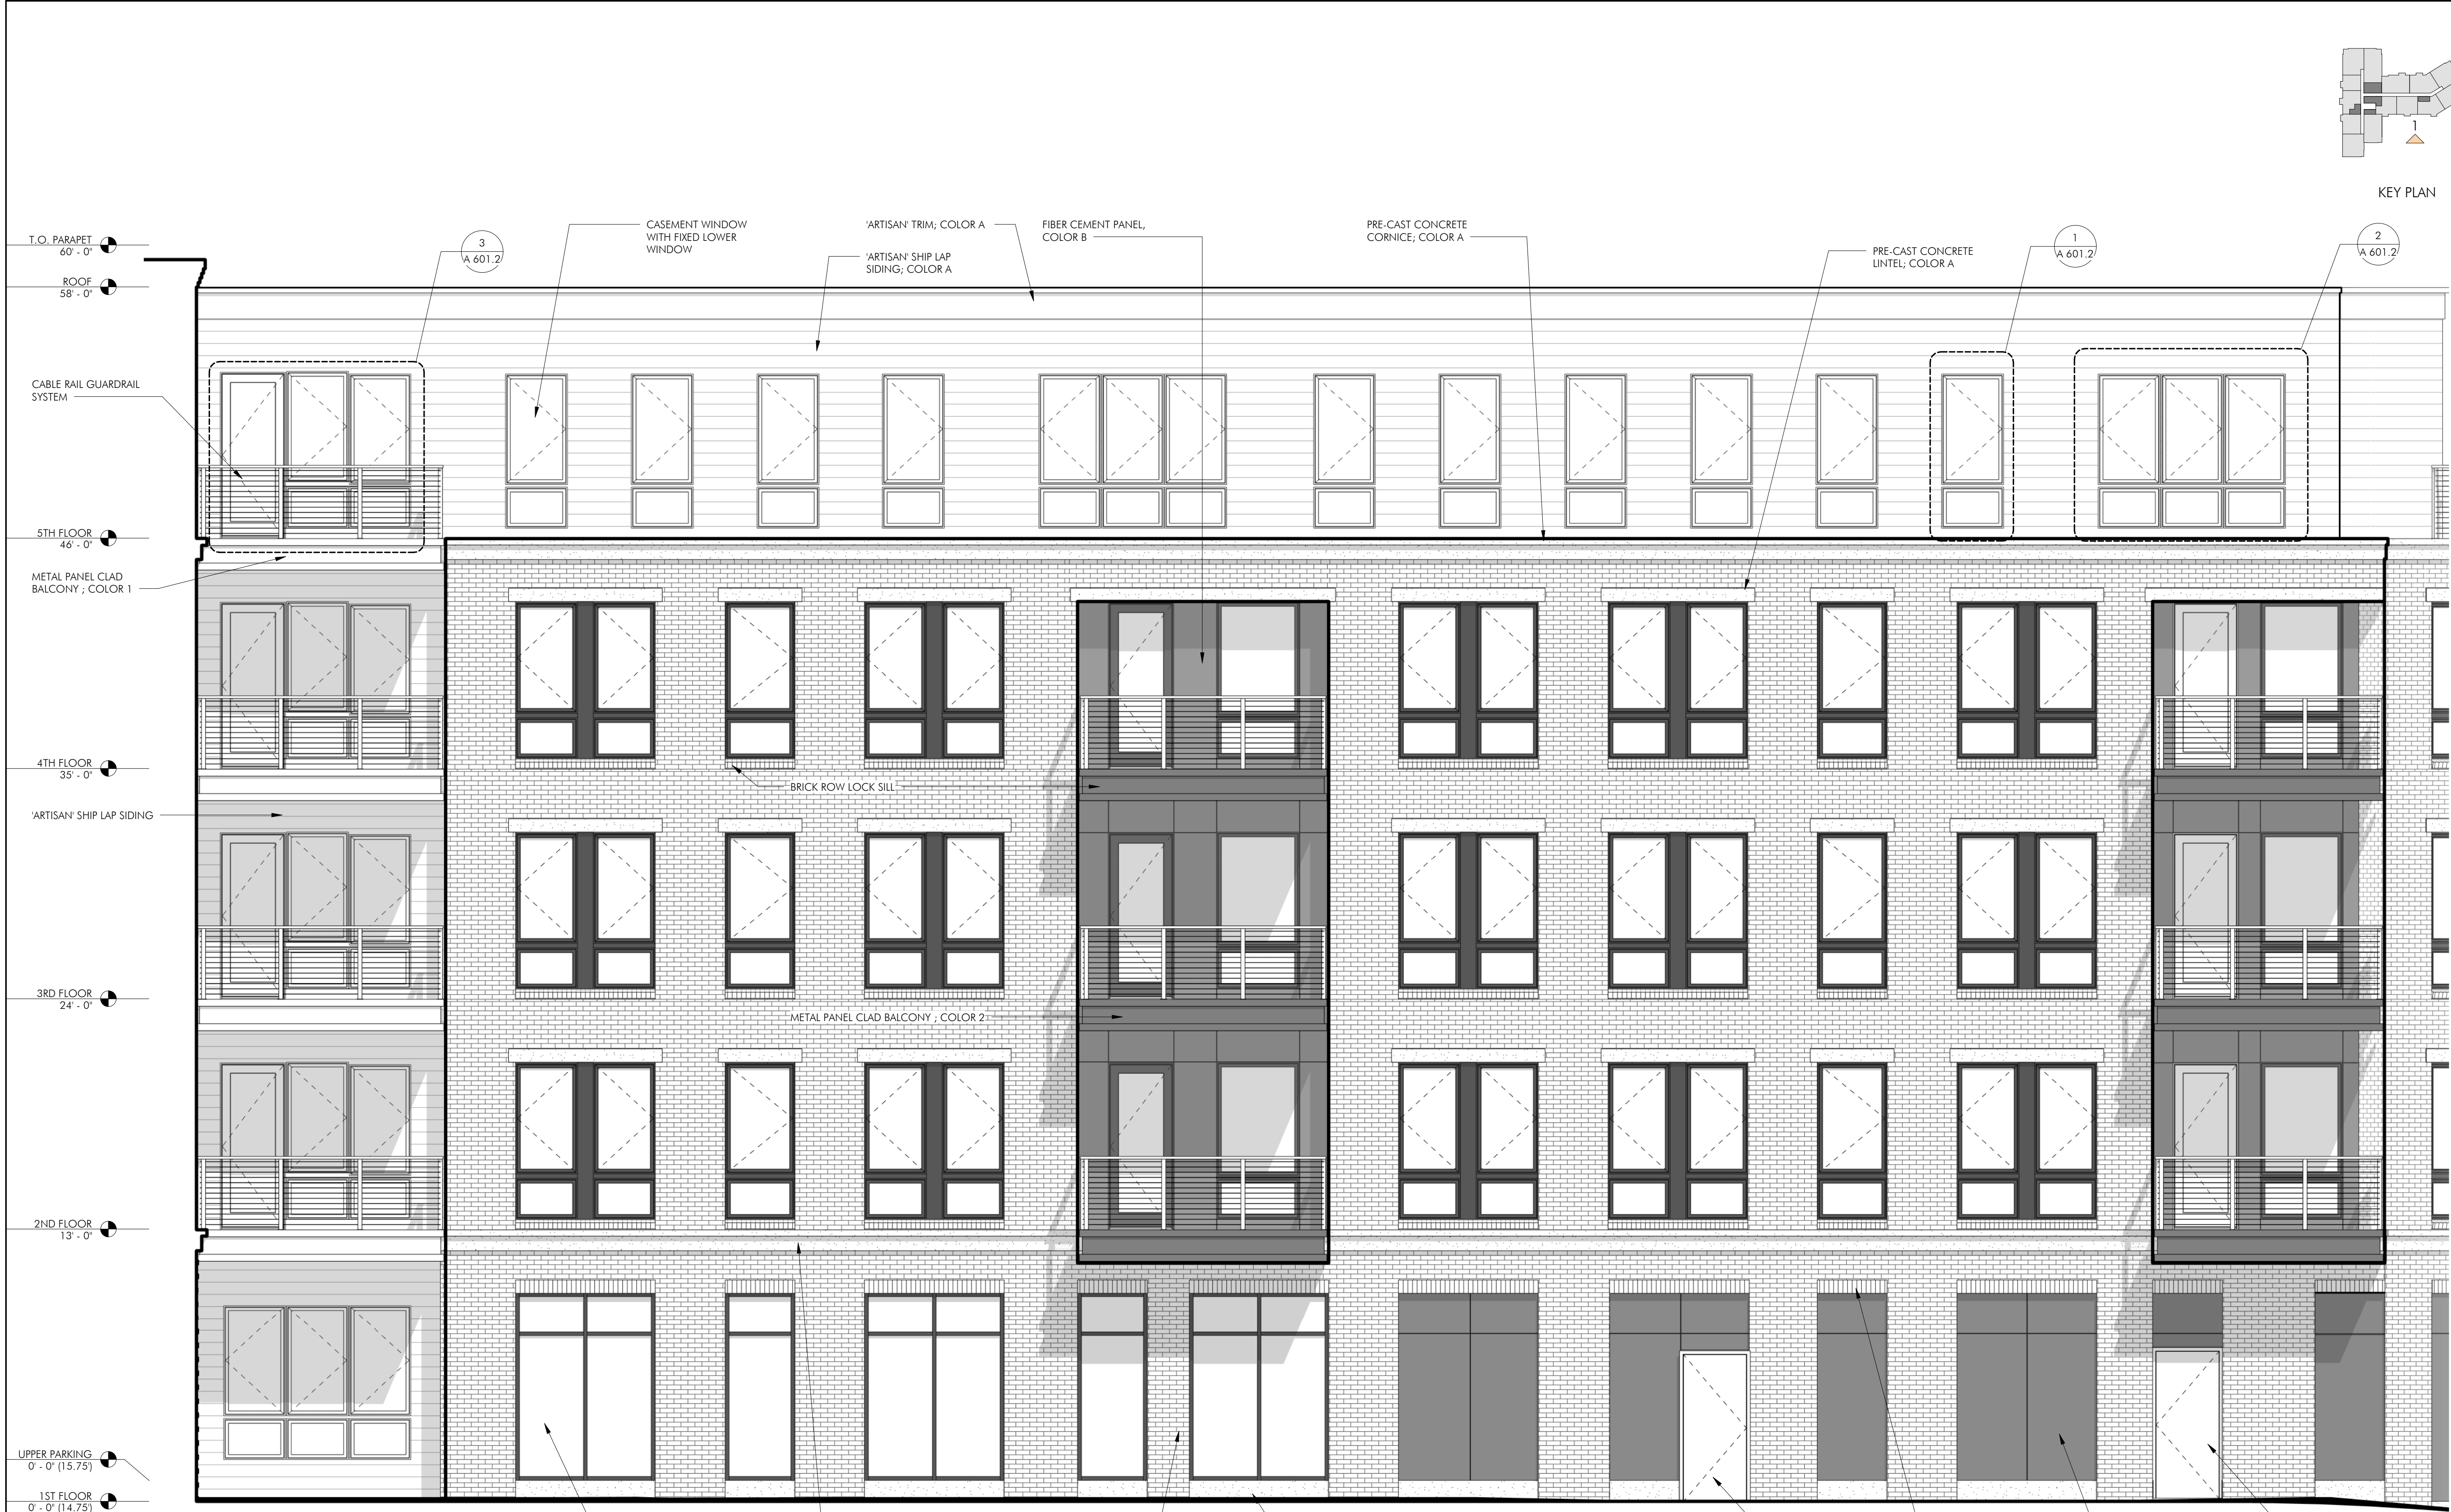 1
KEY PLAN
T.O. PARAPET
60' - 0"
ROOF
58' - 0"
3
A 601.2
CASEMENT WINDOW
WITH FIXED LOWER
WINDOW
'ARTISAN' TRIM; COLOR A
'ARTISAN' SHIP LAP
SIDING; COLOR A
FIBER CEMENT PANEL,
COLOR B
PRE-CAST CONCRETE
CORNICE; COLOR A
PRE-CAST CONCRETE
LINTEL; COLOR A
1
A 601.2
2
A 601.2
CABLE RAIL GUARDRAIL
SYSTEM
5TH FLOOR
46' - 0"
METAL PANEL CLAD
BALCONY ; COLOR 1
4TH FLOOR
35' - 0"
BRICK ROW LOCK SILL
'ARTISAN' SHIP LAP SIDING
3RD FLOOR
24' - 0"
METAL PANEL CLAD BALCONY ; COLOR 2
2ND FLOOR
13' - 0"
UPPER PARKING
0' - 0" (15.75')
1ST FLOOR
0' - 0" (14.75')